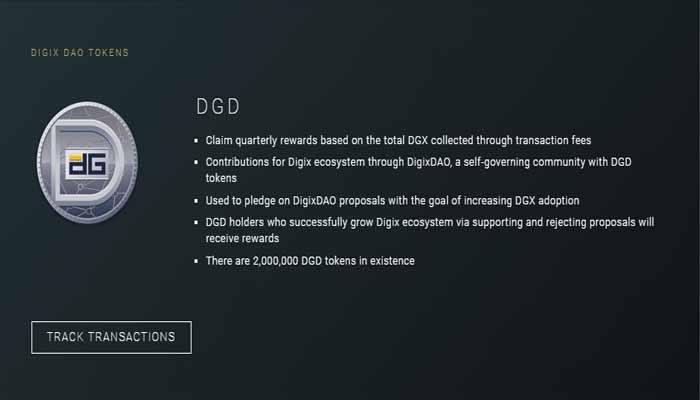 DIGIX DAO TOKENS
DGD
dG
Claim quarterly rewards based on the total DGX collected through transaction fees
Contributions for Digix ecosystem through DigixDAO, a self-governing community with DGD
tokens
Used to pledge on DigixDAO proposals with the goal of increasing DGX adoption
DGD holders who successfully grow Digix ecosystem via supporting and rejecting proposals will
receive rewards
There are 2,000,000 DGD tokens in existence
TRACK TRANSACTIONS